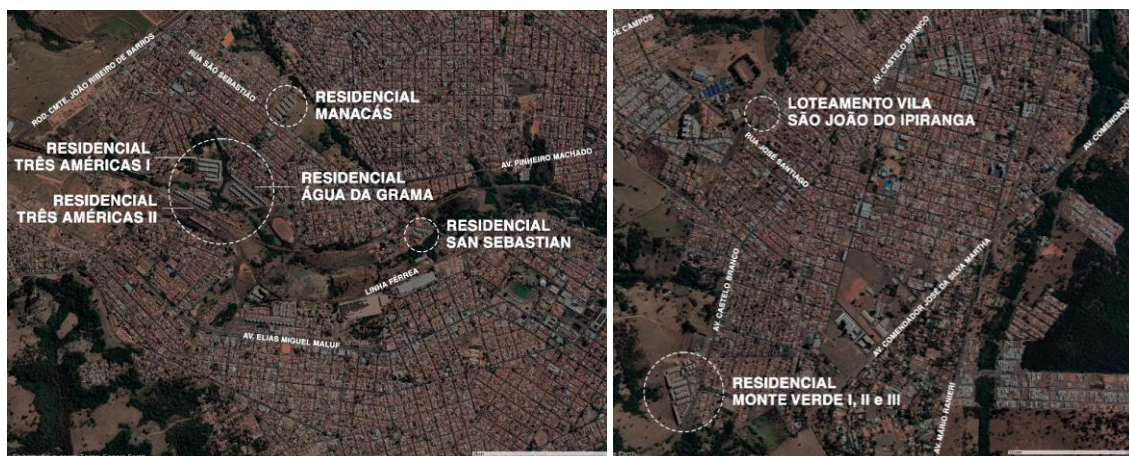 ROD. CMTE. JOÃO RIBEIRO DE BARROS
RUA SÃO SEBASTIÃO
RESIDENCIAL
MANACÁS
RESIDENCIAL
TRÊS AMÉRICAS I
RESIDENCIAL
ÁGUA DA GRAMA
RESIDENCIAL
TRÊS AMÉRICAS II
AV. PINHEIRO MACHADO
RESIDENCIAL
SAN SEBASTIAN
LINHA FÉRREA
AV. ELIAS MIGUEL MALUF
DE CAMPOS
AV. CASTELO BRANCO
LOTEAMENTO VILA
SÃO JOÃO DO IPIRANGA
RUA JOSÉ SANTIAGO
AV. COMENDADOR
AV. CASTELO BRANCO
AV. COMENDADOR JOSÉ DA SILVA MARTHA
RESIDENCIAL
MONTE VERDE I, II e III
AV. MÁRIO RANIERI